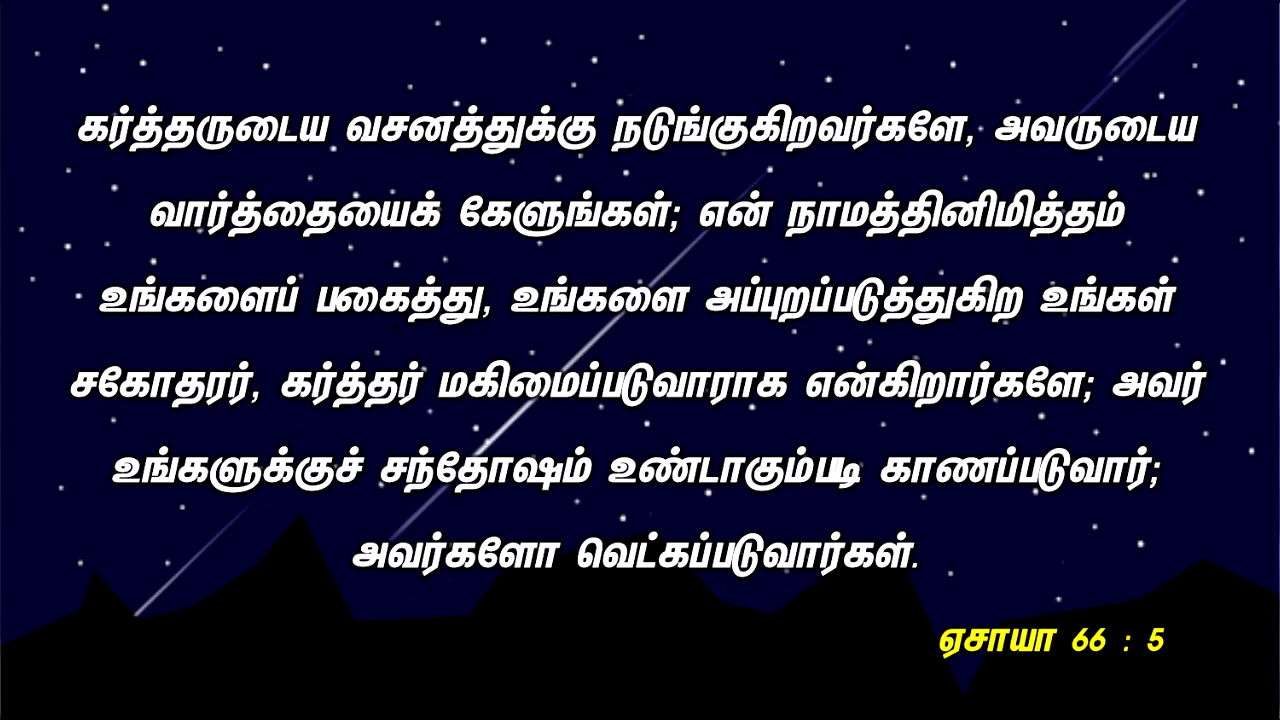 கர்த்தருடைய வசனத்துக்கு நடுங்குகிறவர்களே, அவருடைய
வார்த்தையைக் கேளுங்கள்; என் நாமத்தினிமித்தம்
உங்களைப் பகைத்து, உங்களை அப்புறப்படுத்துகிற உங்கள்
சகோதரர், கர்த்தர் மகிமைப்படுவாராக என்கிறார்களே; அவர்
உங்களுக்குச் சந்தோஷம் உண்டாகும்படி காணப்படுவார்;
அவர்களோ வெட்கப்படுவார்கள்.
ஏசாயா 66 : 5